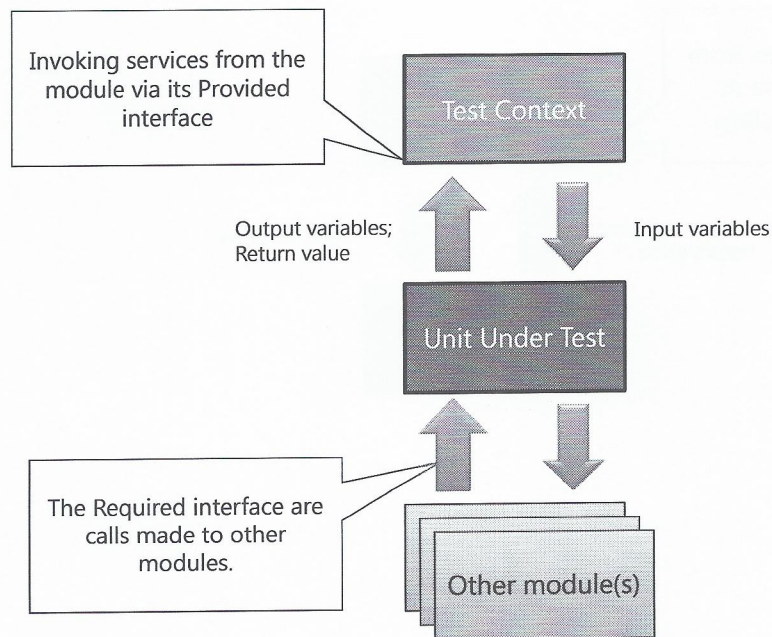 Invoking services from the
module via its Provided
interface
Test Context
Output variables;
Return value
Input variables
Unit Under Test
The Required interface are
calls made to other
modules.
Other module(s)